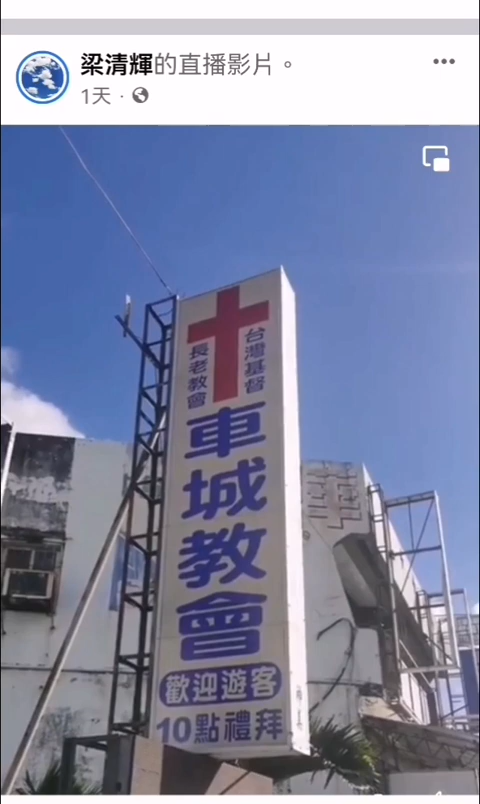 梁清輝的直播影片。
1天 ·
台灣基督
長老教會
車城教會
歡迎遊客
10點禮拜
華